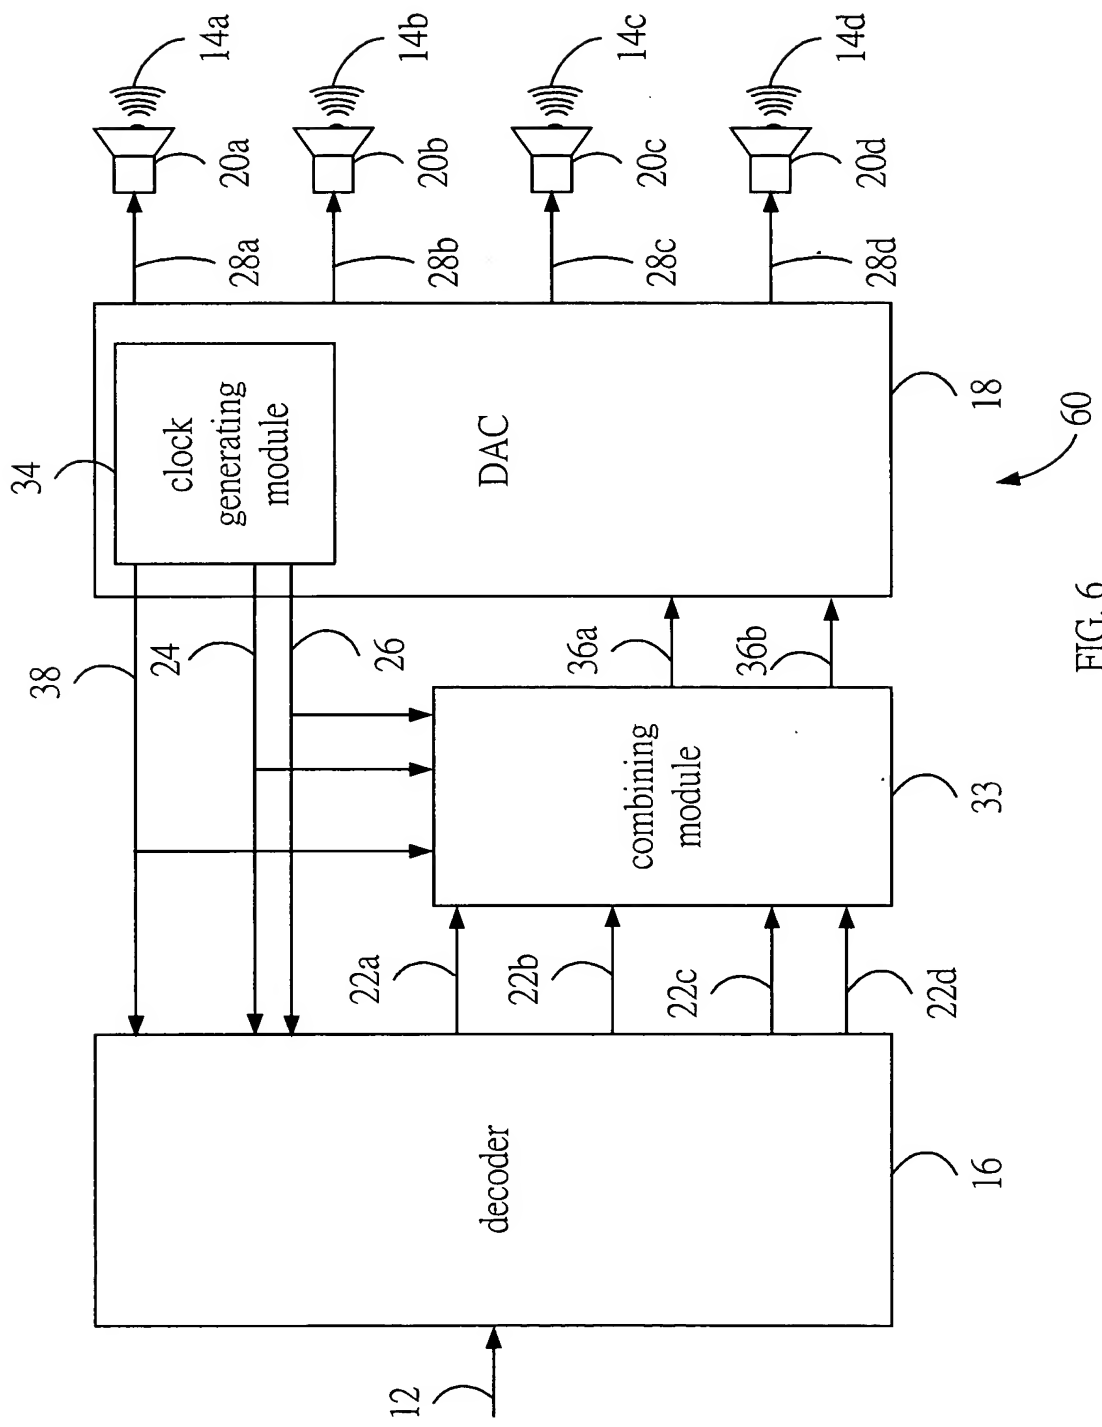 14a
14b
14c
14d
20a
20b
20c
20d
28a
28b
28c
28d
34
clock
generating
module
DAC
18
60
38
24
26
36a
36b
combining
module
33
22a
22b
22c
22d
decoder
16
12
FIG. 6